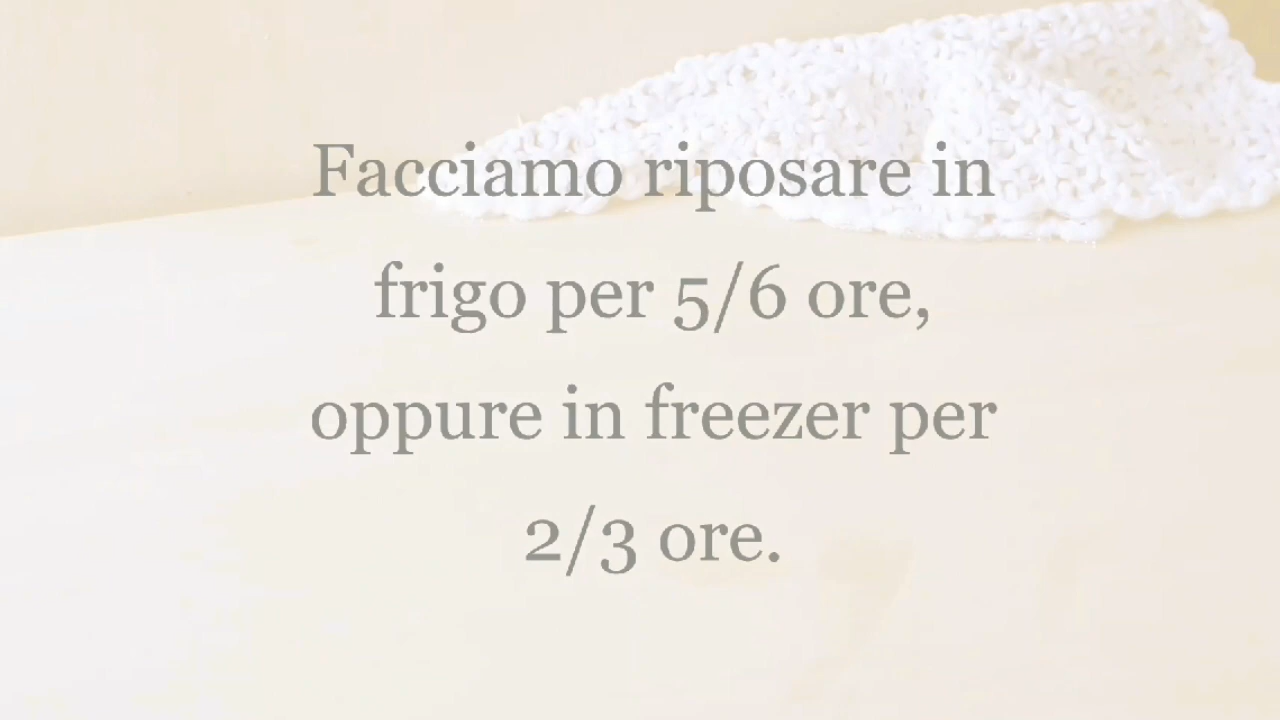 Facciamo riposare in
frigo per 5/6 ore,
oppure in freezer per
2/3 ore.